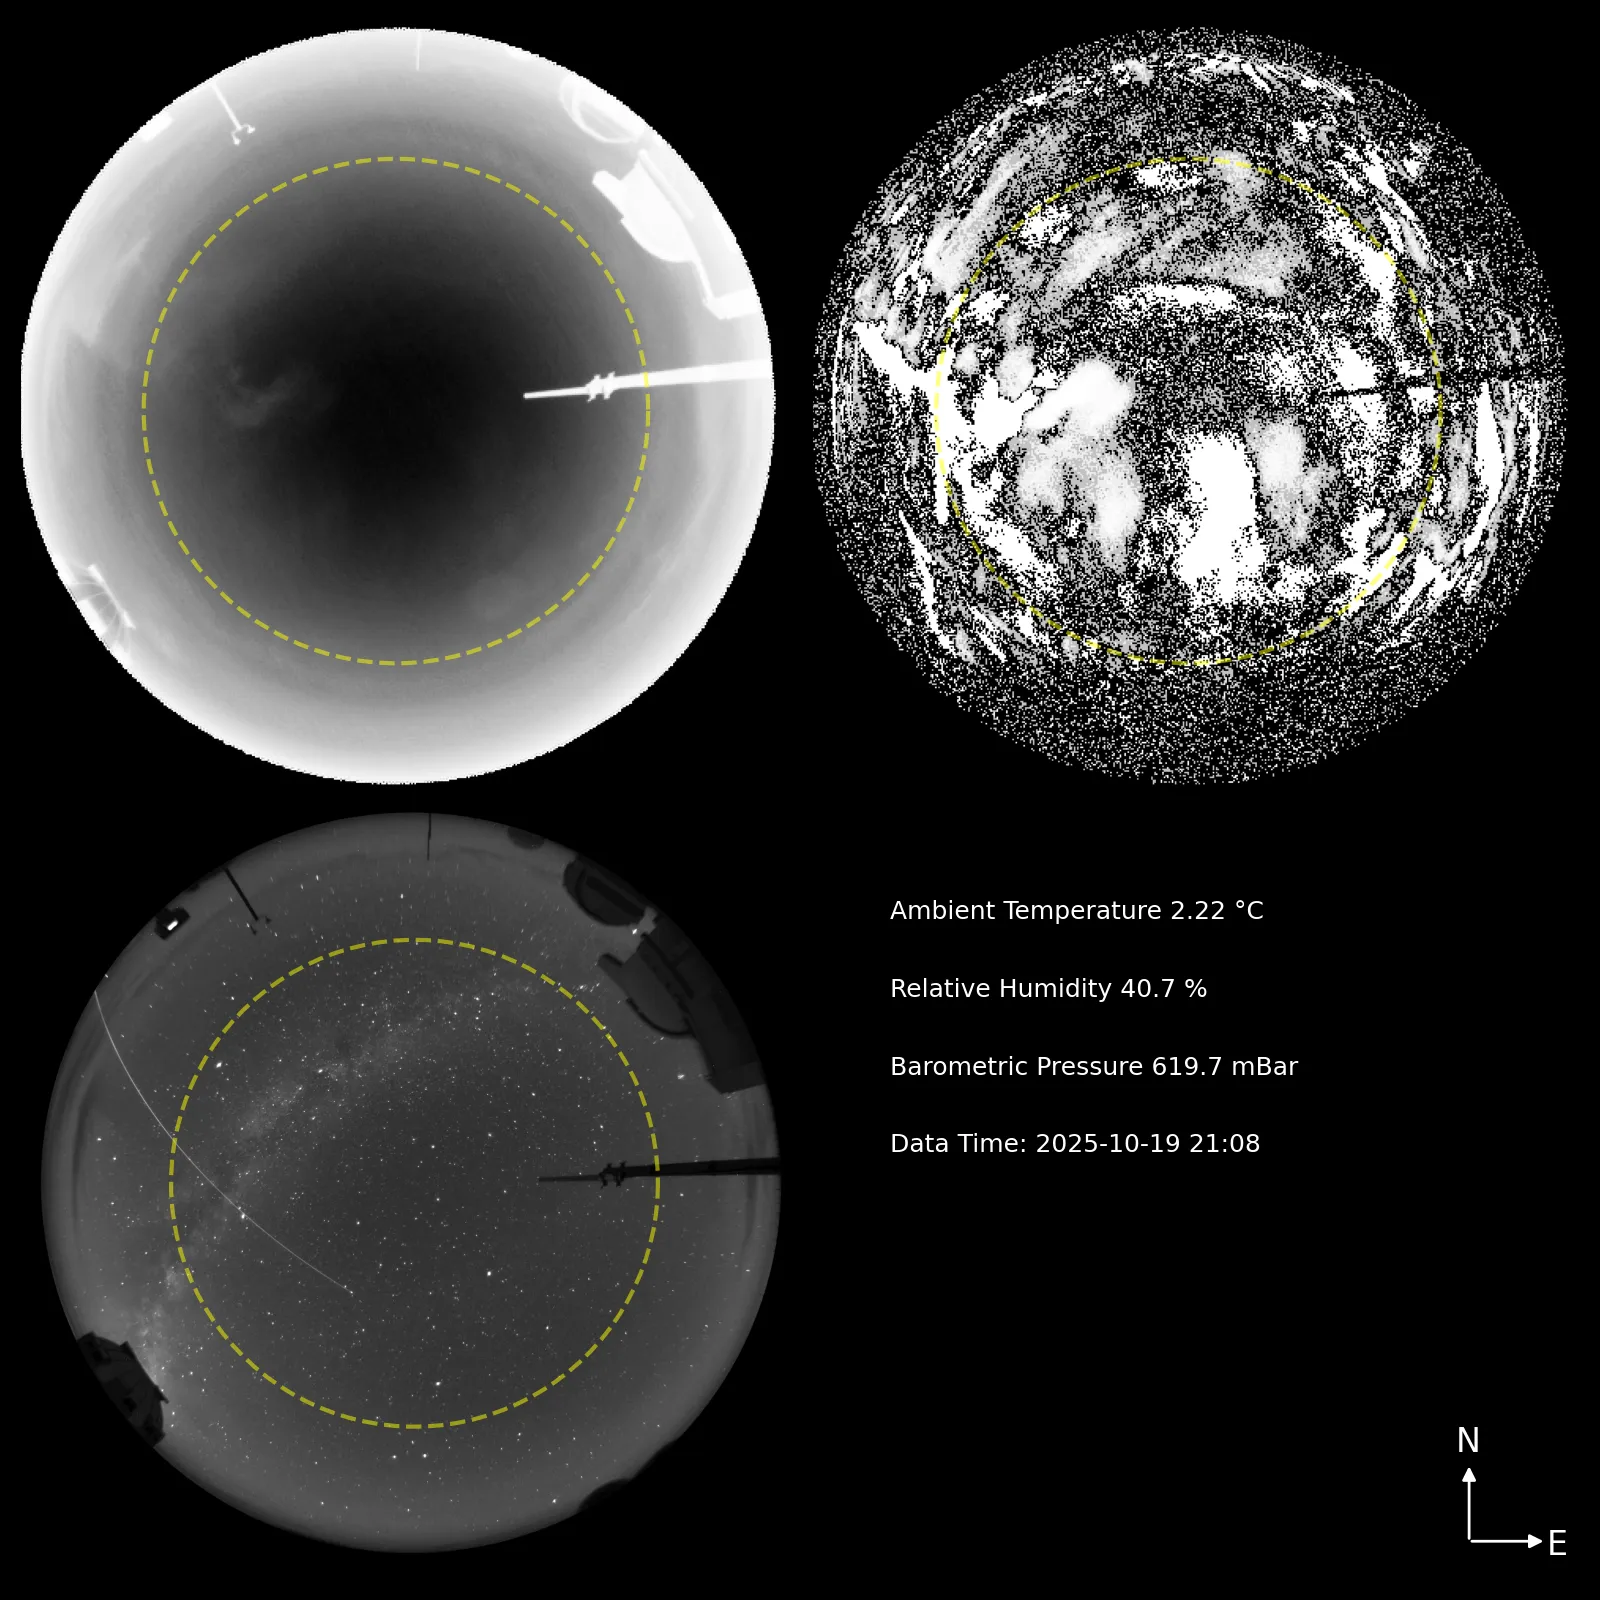 Ambient Temperature 2.22 °C
Relative Humidity 40.7 %
Barometric Pressure 619.7 mBar
Data Time: 2025-10-19 21:08
N
E